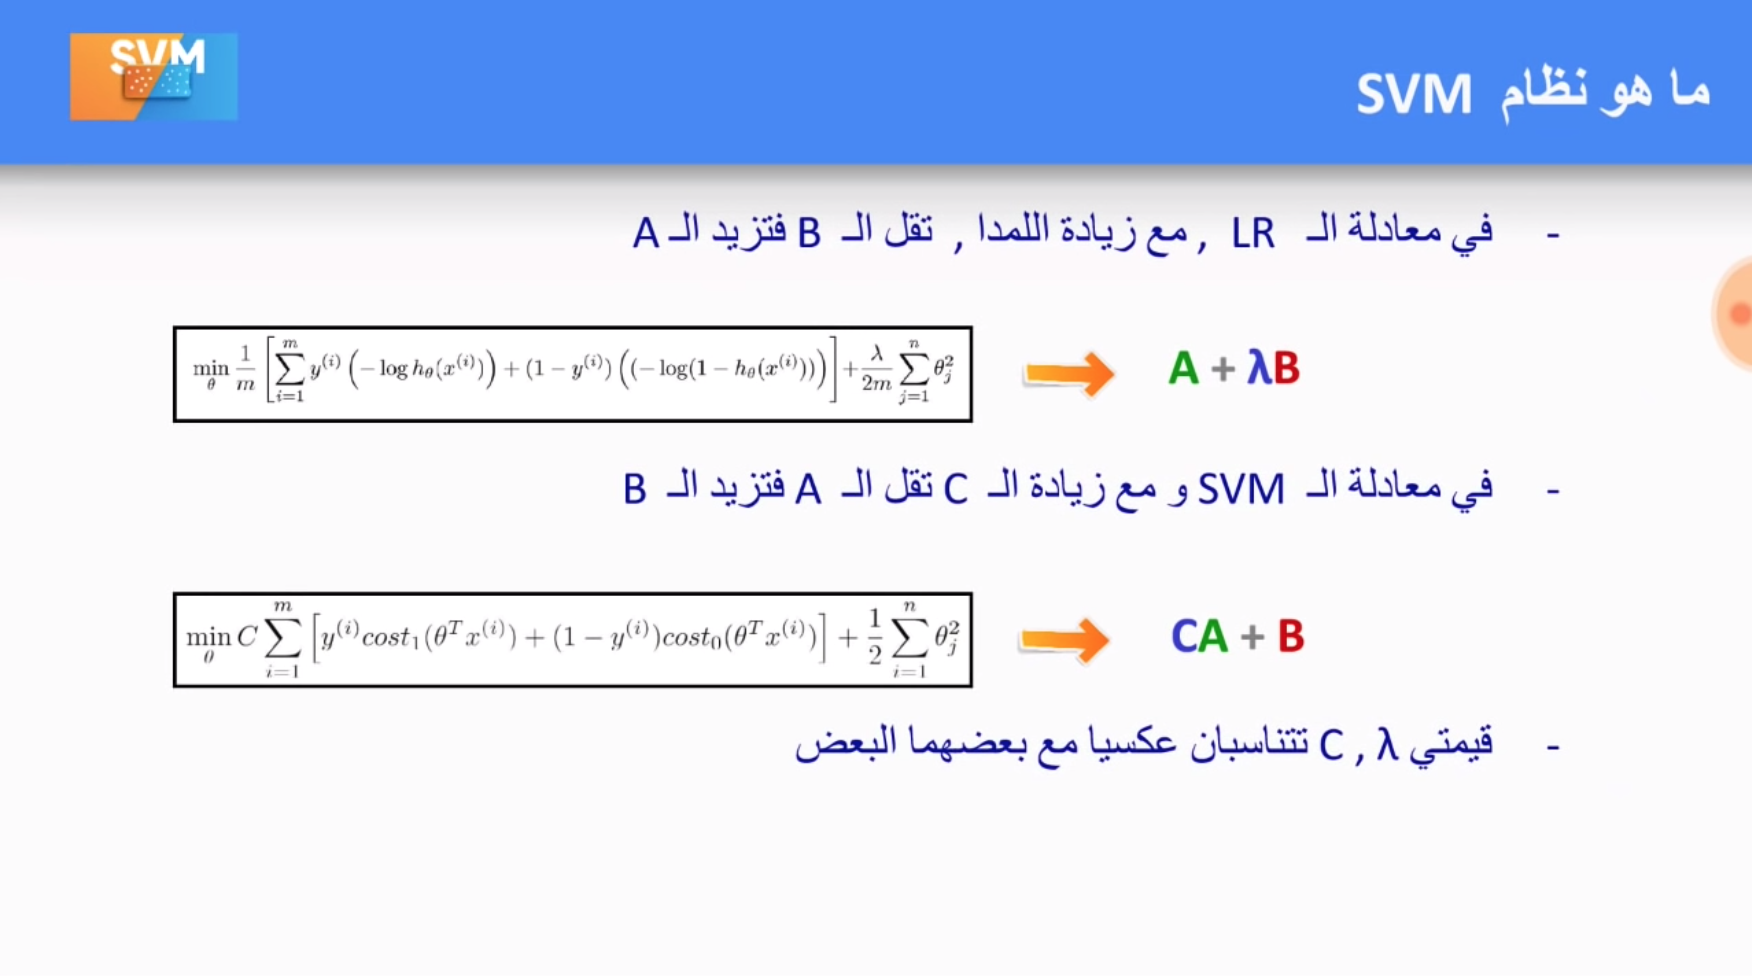 SVM
ما هو نظام SVM
- في معادلة الـ LR , مع زيادة اللمدا , تقل الـ B فتزيد الـ A
\min_{\theta} \frac{1}{m} \left[ \sum_{i=1}^{m} y^{(i)} \left( -\log h_\theta(x^{(i)}) \right) + (1 - y^{(i)}) \left( (-\log(1 - h_\theta(x^{(i)}))) \right) \right] + \frac{\lambda}{2m} \sum_{j=1}^{n} \theta_j^2
A + λB
- في معادلة الـ SVM و مع زيادة الـ C تقل الـ A فتزيد الـ B
\min_{\theta} C \sum_{i=1}^{m} \left[ y^{(i)} cost_1(\theta^T x^{(i)}) + (1 - y^{(i)}) cost_0(\theta^T x^{(i)}) \right] + \frac{1}{2} \sum_{i=1}^{n} \theta_j^2
CA + B
- قيمتي C , λ تتناسبان عكسيا مع بعضهما البعض